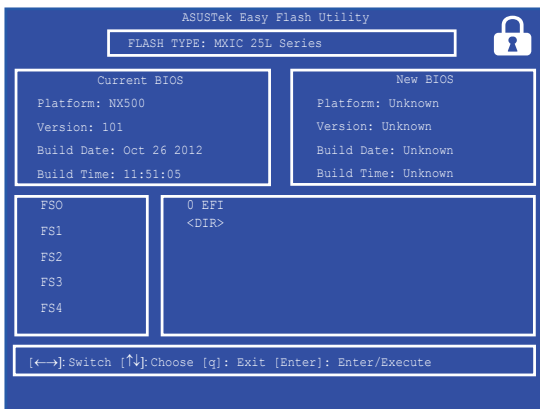 ASUSTek Easy Flash Utility
FLASH TYPE: MXIC 25L Series
Current BIOS
Platform: NX500
Version: 101
Build Date: Oct 26 2012
Build Time: 11:51:05
New BIOS
Platform: Unknown
Version: Unknown
Build Date: Unknown
Build Time: Unknown
FSO
FS1
FS2
FS3
FS4
0 EFI
<DIR>
[←→]: Switch [↑↓]: Choose [q]: Exit [Enter]: Enter/Execute